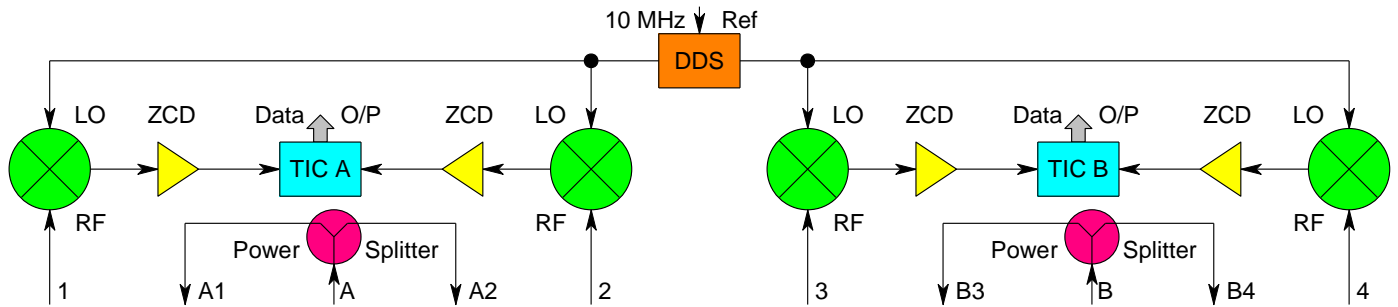 10 MHz Ref
DDS
LO ZCD Data O/P ZCD LO LO ZCD Data O/P ZCD LO
TIC A TIC B
RF RF RF RF
Power Splitter Power Splitter
1 A1 A A2 2 3 B3 B B4 4